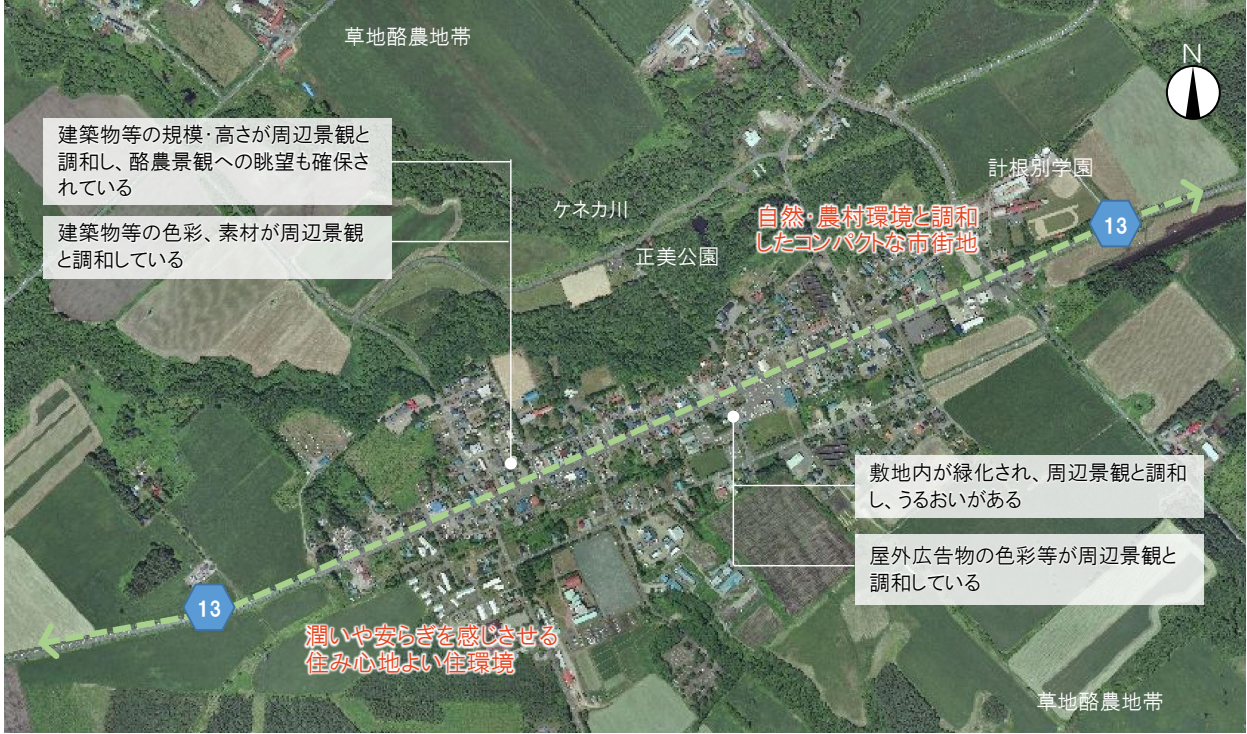 草地酪農地帯
N
建築物等の規模・高さが周辺景観と
調和し、酪農景観への眺望も確保さ
れている
計根別学園
ケネカ川
自然・農村環境と調和
したコンパクトな市街地
13
建築物等の色彩、素材が周辺景観
と調和している
正美公園
敷地内が緑化され、周辺景観と調和
し、うるおいがある
屋外広告物の色彩等が周辺景観と
調和している
13
潤いや安らぎを感じさせる
住み心地よい住環境
草地酪農地帯